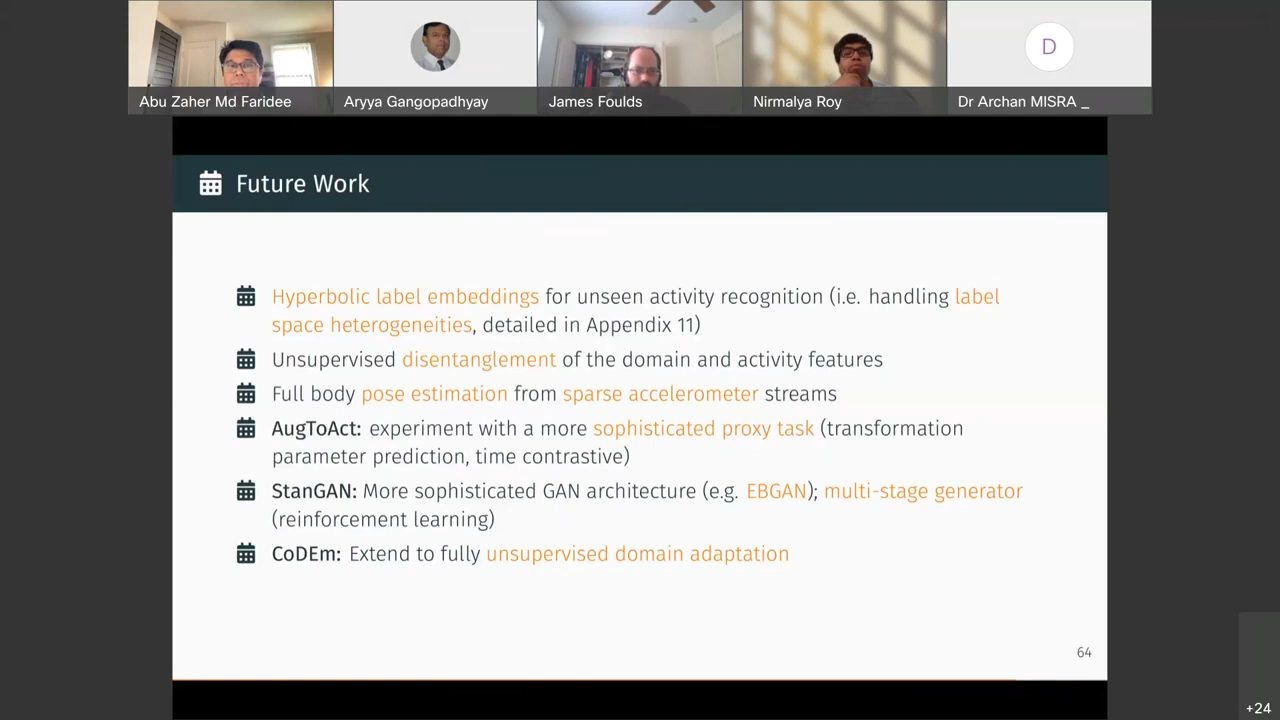 Abu Zaher Md Faridee
Aryya Gangopadhyay
James Foulds
Nirmalya Roy
D
Dr Archan MISRA _
Future Work
Hyperbolic label embeddings for unseen activity recognition (i.e. handling label
space heterogeneities, detailed in Appendix 11)
Unsupervised disentanglement of the domain and activity features
Full body pose estimation from sparse accelerometer streams
AugToAct: experiment with a more sophisticated proxy task (transformation
parameter prediction, time contrastive)
StanGAN: More sophisticated GAN architecture (e.g. EBGAN); multi-stage generator
(reinforcement learning)
CoDEm: Extend to fully unsupervised domain adaptation
64
+24